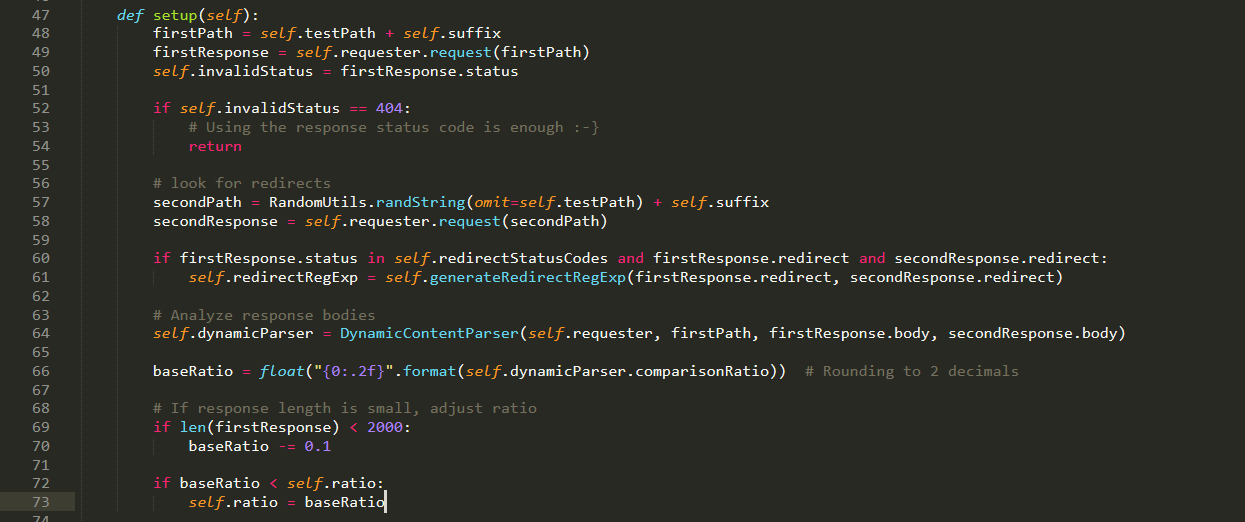 47 def setup(self):
48 firstPath = self.testPath + self.suffix
49 firstResponse = self.requester.request(firstPath)
50 self.invalidStatus = firstResponse.status
51
52 if self.invalidStatus == 404:
53 # Using the response status code is enough :-}
54 return
55
56 # look for redirects
57 secondPath = RandomUtils.randString(omit=self.testPath) + self.suffix
58 secondResponse = self.requester.request(secondPath)
59
60 if firstResponse.status in self.redirectStatusCodes and firstResponse.redirect and secondResponse.redirect:
61 self.redirectRegExp = self.generateRedirectRegExp(firstResponse.redirect, secondResponse.redirect)
62
63 # Analyze response bodies
64 self.dynamicParser = DynamicContentParser(self.requester, firstPath, firstResponse.body, secondResponse.body)
65
66 baseRatio = float("{0:.2f}".format(self.dynamicParser.comparisonRatio)) # Rounding to 2 decimals
67
68 # If response length is small, adjust ratio
69 if len(firstResponse) < 2000:
70 baseRatio -= 0.1
71
72 if baseRatio < self.ratio:
73 self.ratio = baseRatio